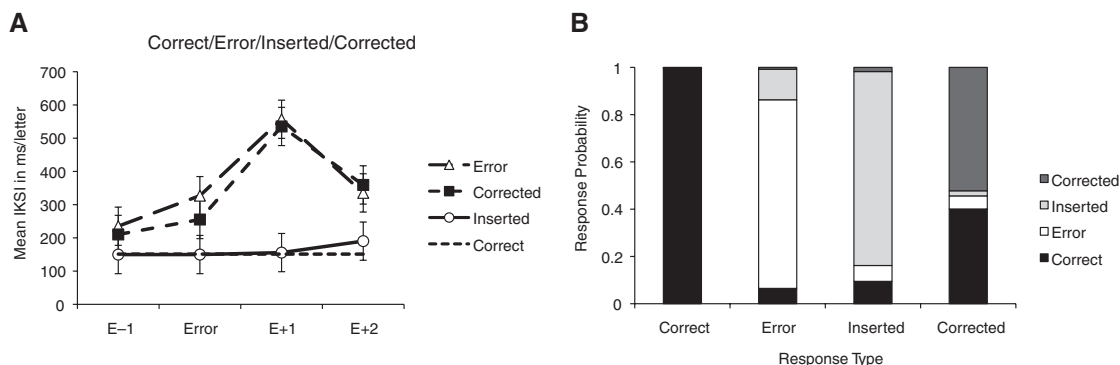 A
Correct/Error/Inserted/Corrected
700
600
500
400
300
200
100
0
Mean IKSI in ms/letter
E–1 Error E+1 E+2
Error
Corrected
Inserted
Correct
B
1
0.8
0.6
0.4
0.2
0
Response Probability
Correct Error Inserted Corrected
Response Type
Corrected
Inserted
Error
Correct